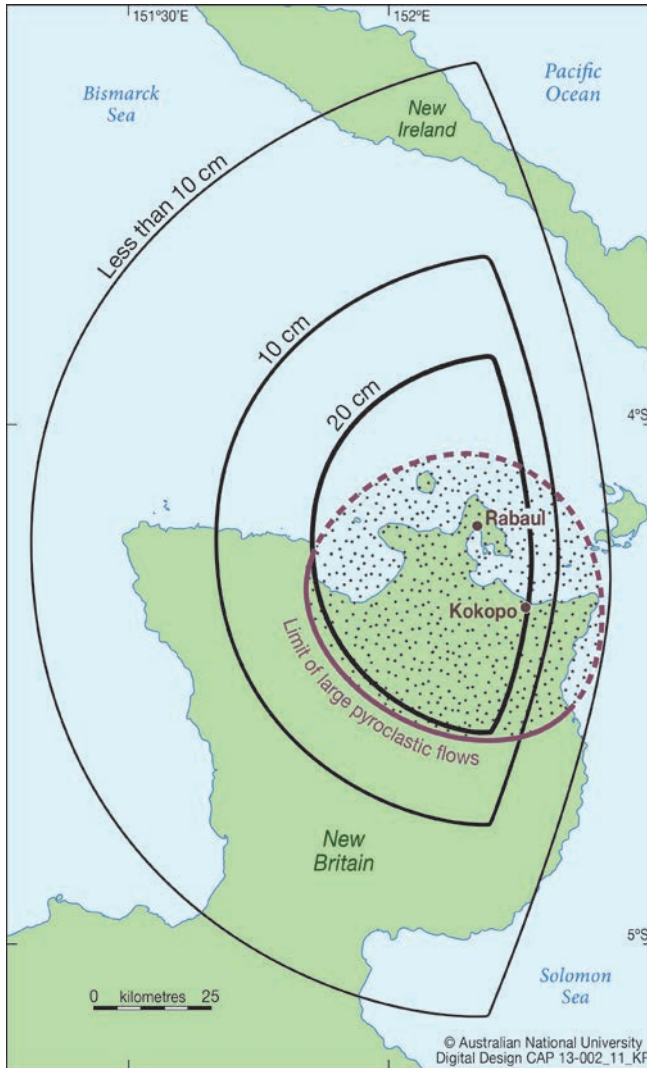 151°30'E
152°E
Bismarck
Sea
Pacific
Ocean
New
Ireland
Less than 10 cm
10 cm
20 cm
4°S
Rabaul
Kokopo
Limit of large pyroclastic flows
New
Britain
5°S
0 kilometres 25
Solomon
Sea
© Australian National University
Digital Design CAP 13-002_11_KP